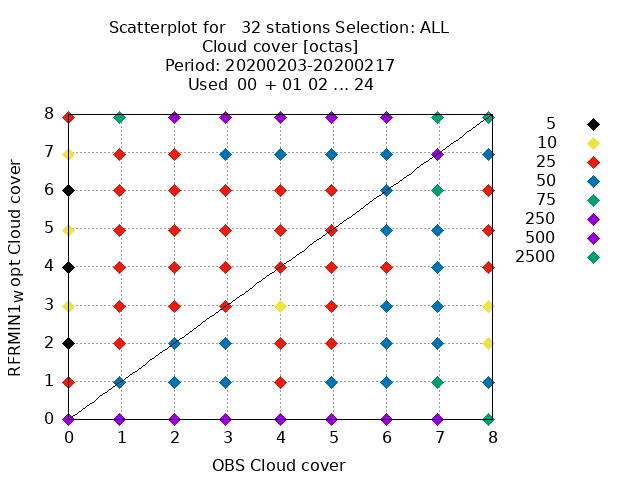 Scatterplot for   32 stations Selection: ALL
Cloud cover [octas]
Period: 20200203-20200217
Used  00 + 01 02 ... 24
8
7
6
5
4
3
2
1
0
0 1 2 3 4 5 6 7 8
RFRMIN1_W opt Cloud cover
OBS Cloud cover
5
10
25
50
75
250
500
2500